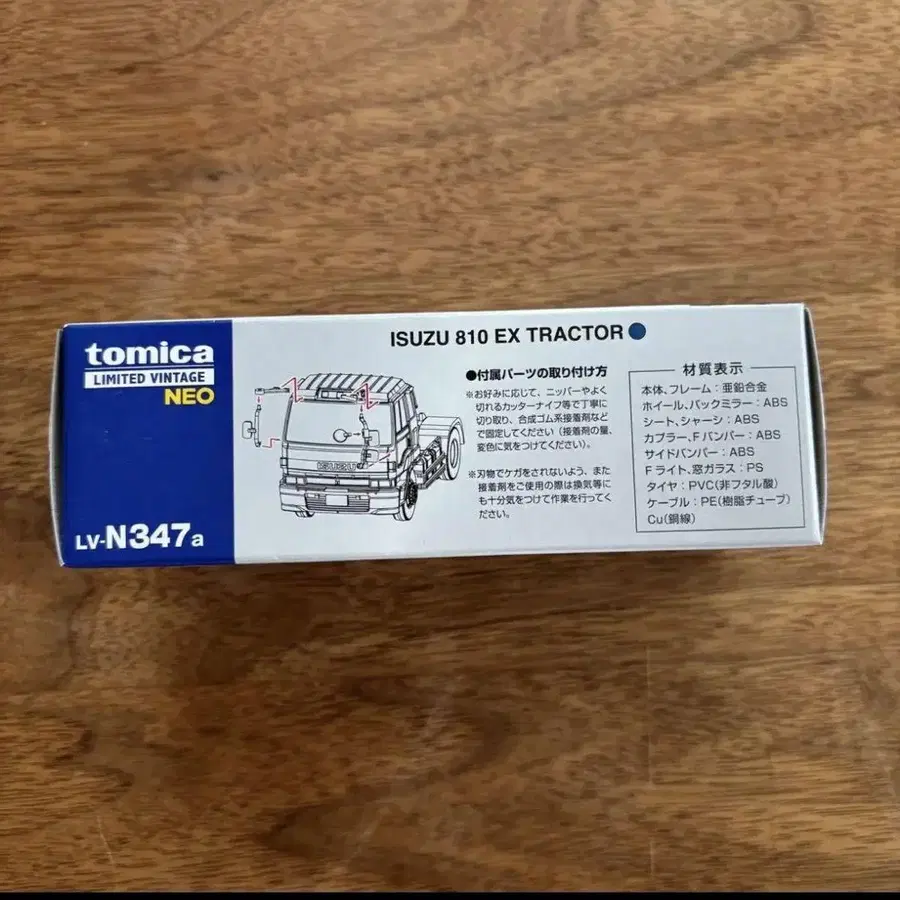 tomica
LIMITED VINTAGE
NEO
LV-N347a
ISUZU 810 EX TRACTOR
ISUZU
●付属パーツの取り付け方
※お好みに応じて、ニッパーやよく
切れるカッターナイフ等で丁寧に
切り取り、合成ゴム系接着剤など
で固定してください（接着剤の量、
変色に気をつけてください）。
※刃物でケガをされないよう、また
接着剤をご使用の際は換気等に
も十分気をつけて作業を行ってく
ださい。
材質表示
本体、フレーム：亜鉛合金
ホイール、バックミラー：ABS
シート、シャーシ：ABS
カプラー、Fバンパー：ABS
サイドバンパー：ABS
Fライト、窓ガラス：PS
タイヤ：PVC(非フタル酸)
ケーブル：PE(樹脂チューブ)
Cu(銅線)